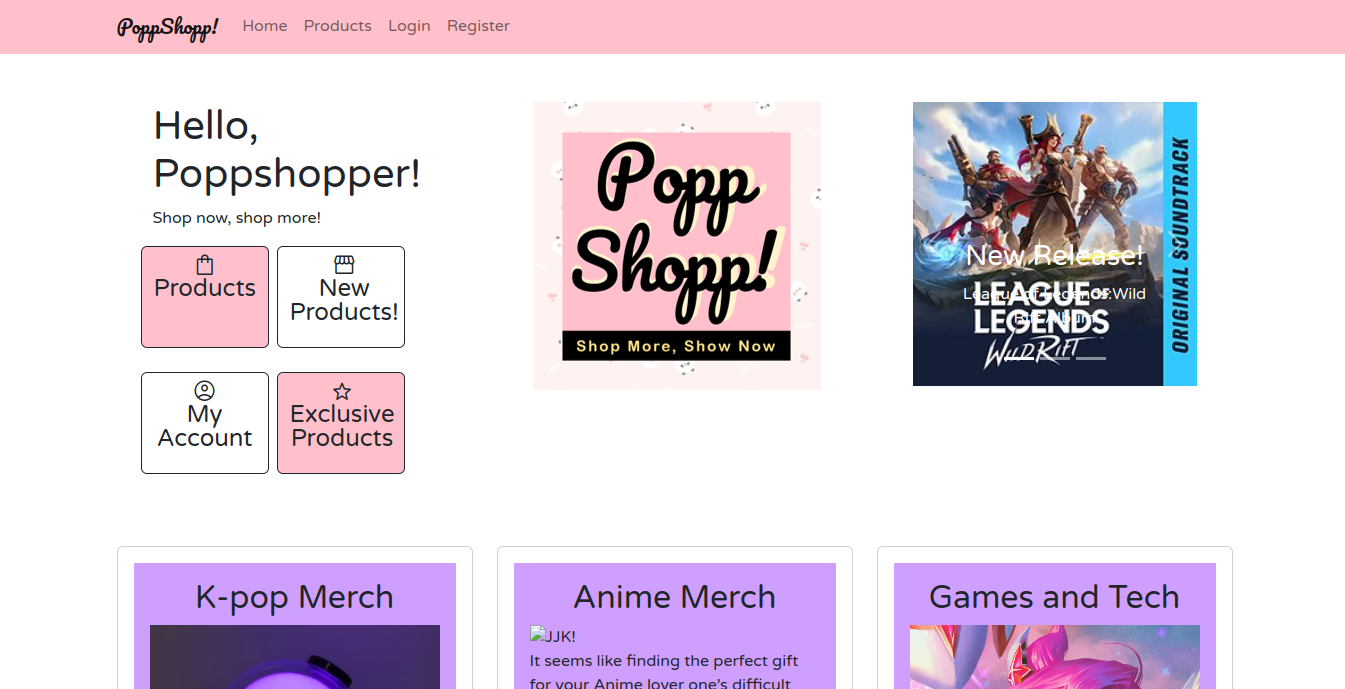 PoppShopp! Home Products Login Register
Hello,
Poppshopper!
Shop now, shop more!
Products
New
Products!
My
Account
Exclusive
Products
Popp
Shopp!
Shop More, Show Now
New Release!
League of Legends:Wild
Rift Album
LEAGUE OF
LEGENDS
WILD RIFT
ORIGINAL SOUNDTRACK
K-pop Merch
Anime Merch
JJK!
It seems like finding the perfect gift
for your Anime lover one's difficult
Games and Tech